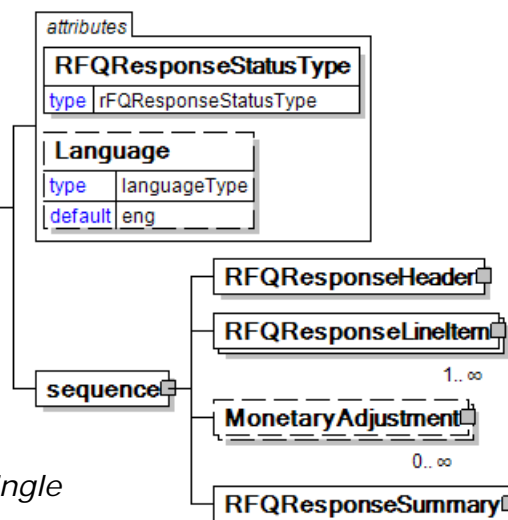 attributes
RFQResponseStatusType
type rFQResponseStatusType
Language
type languageType
default eng
RFQResponseHeader
RFQResponseLineItem
1.. ∞
sequence
MonetaryAdjustment
0.. ∞
ingle
RFQResponseSummary